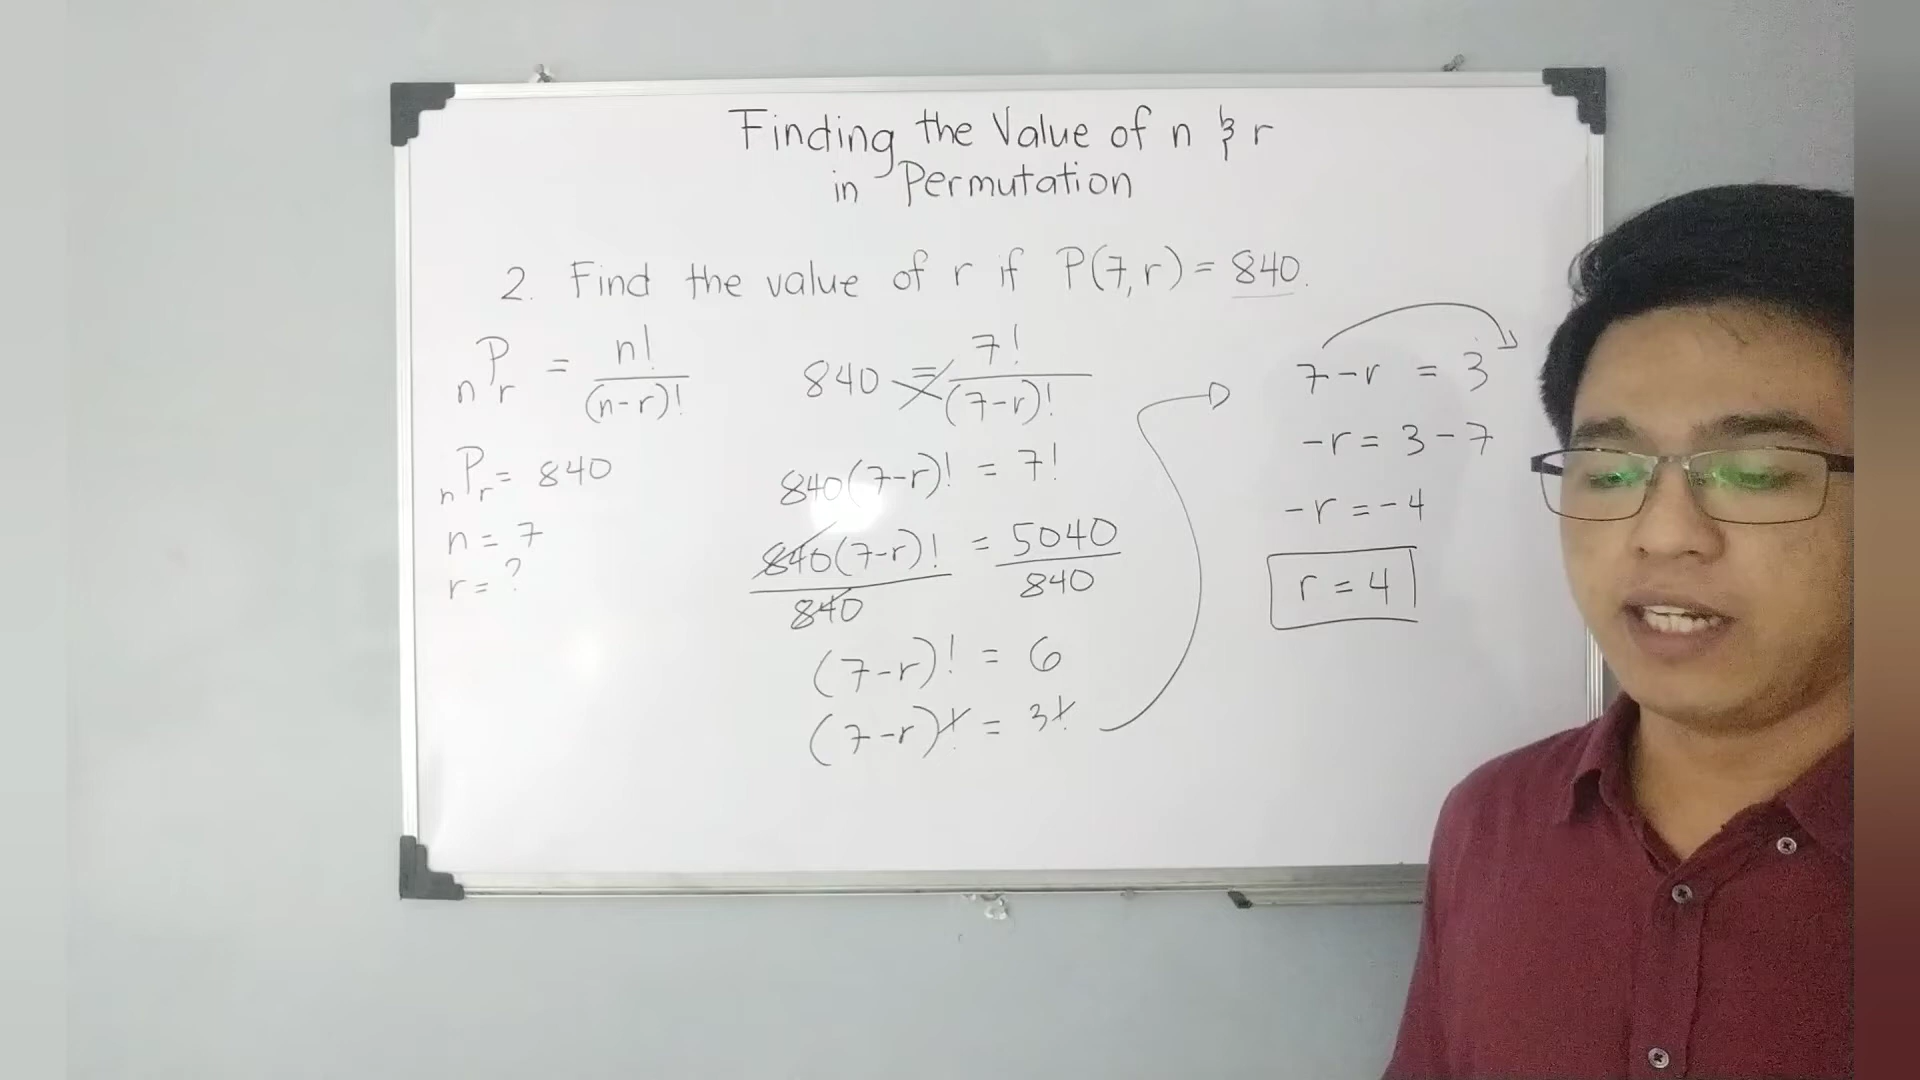 Finding the Value of n & r
in Permutation
2. Find the value of r if P(7,r) = 840.
nPr = n!/(n-r)!
nPr = 840
n = 7
r = ?
840 = 7!/(7-r)!
840(7-r)! = 7!
840(7-r)!/840 = 5040/840
(7-r)! = 6
(7-r)! = 3!
7-r = 3
-r = 3-7
-r = -4
r = 4